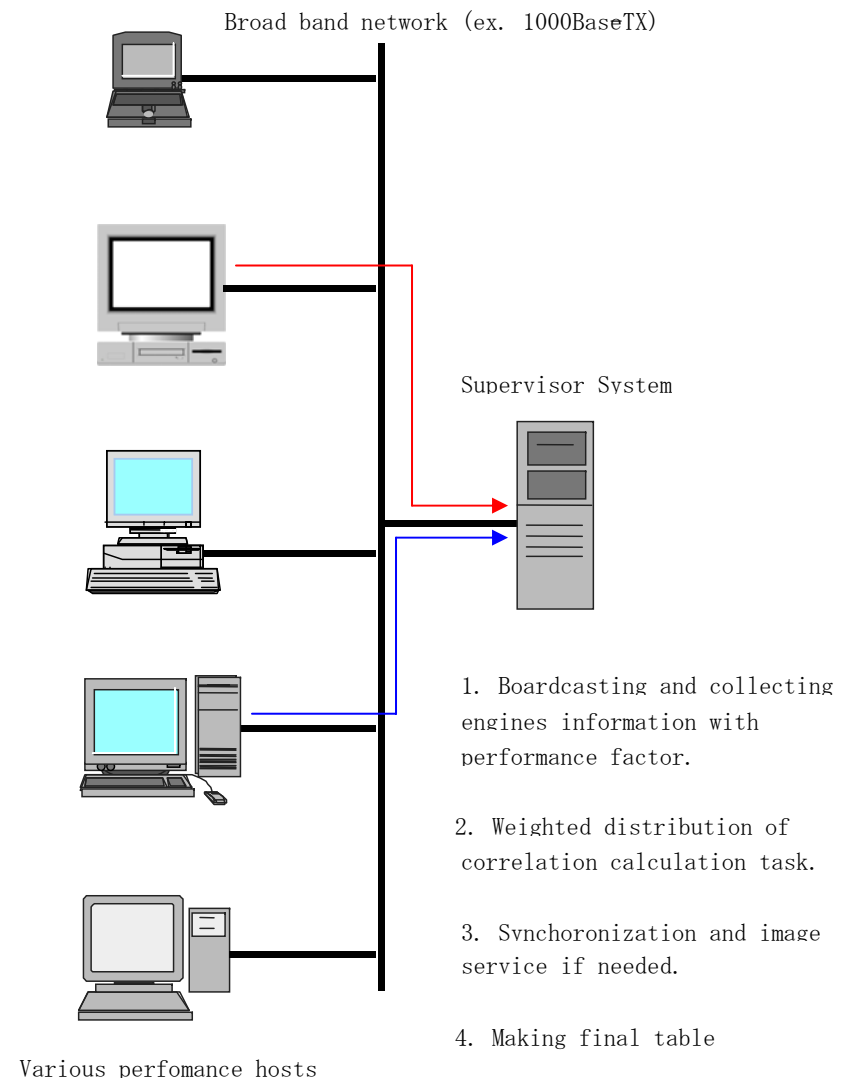 Broad band network (ex. 1000BaseTX)
Supervisor System
1. Boardcasting and collecting
engines information with
performance factor.
2. Weighted distribution of
correlation calculation task.
3. Synchoronization and image
service if needed.
4. Making final table
Various perfomance hosts